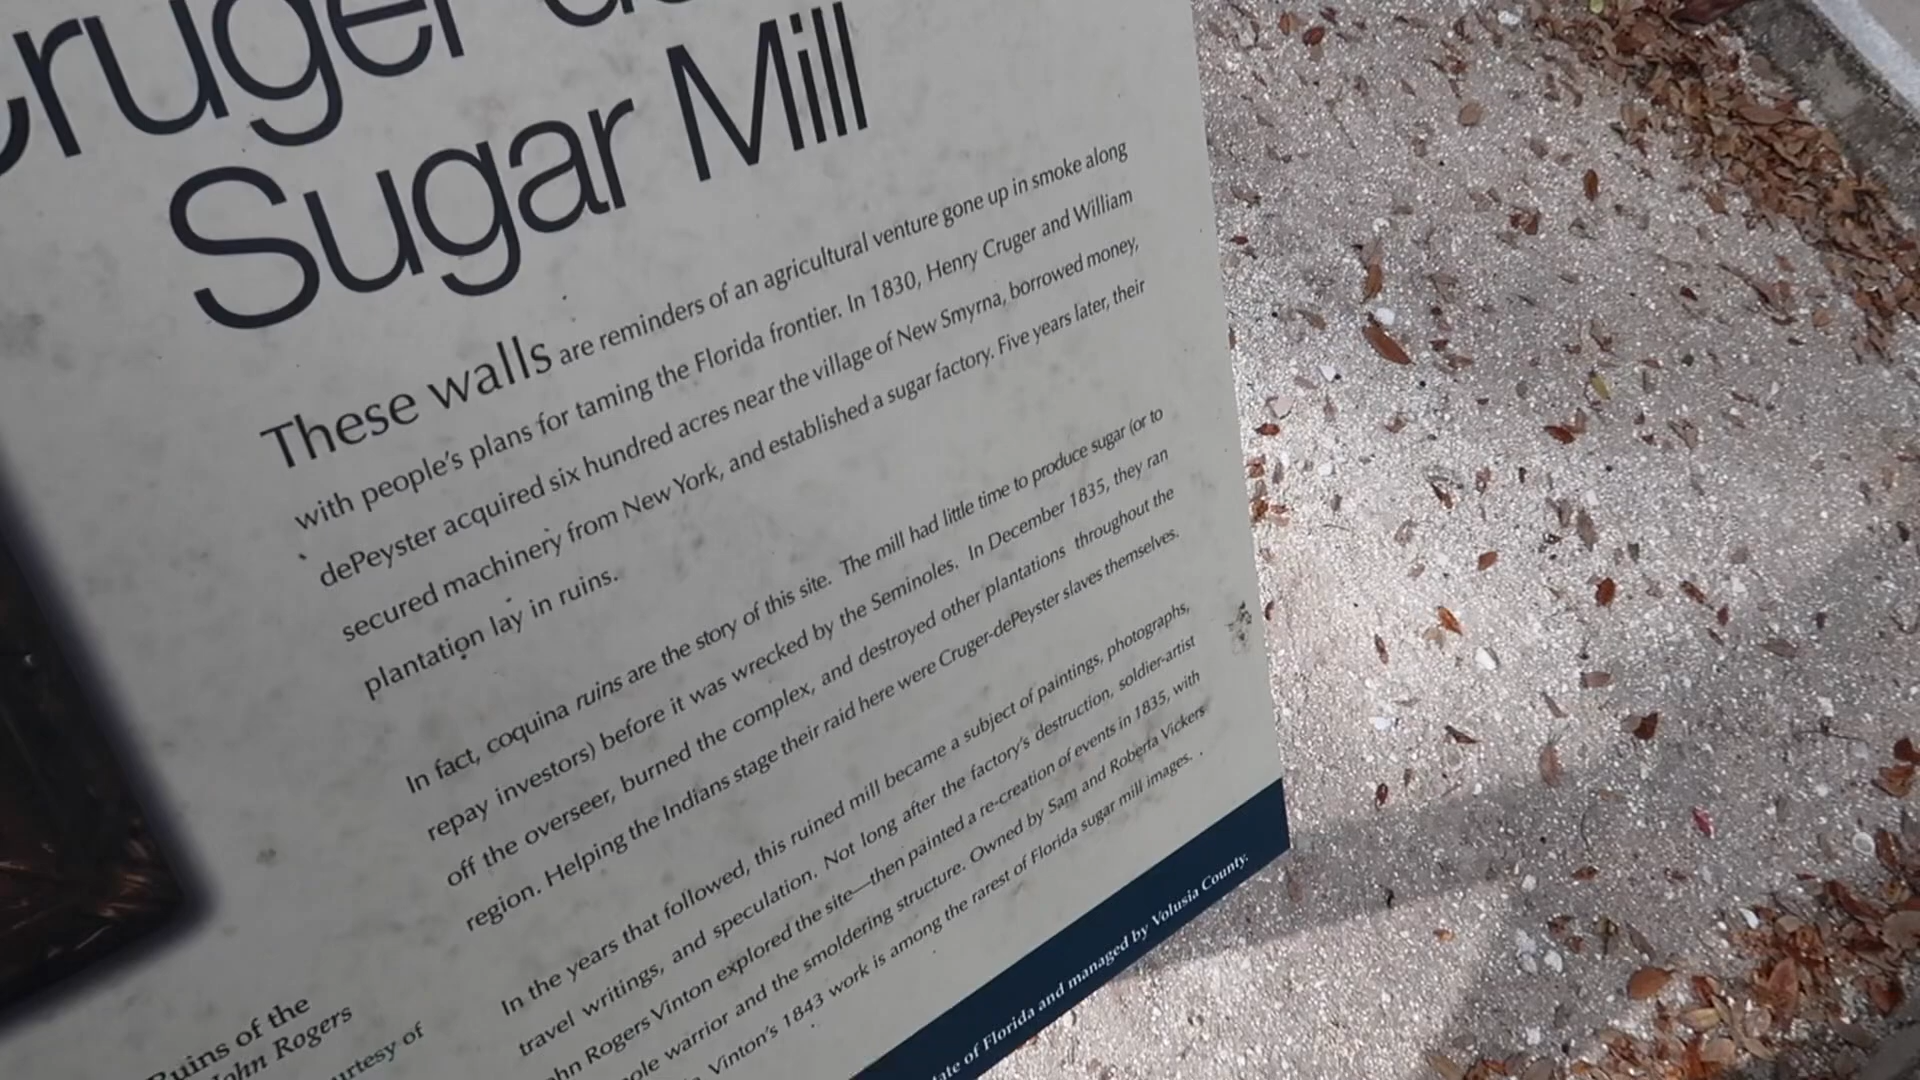 Cruger
Sugar Mill
These walls are reminders of an agricultural venture gone up in smoke along
with people's plans for taming the Florida frontier. In 1830, Henry Cruger and William
dePeyster acquired six hundred acres near the village of New Smyrna, borrowed money,
secured machinery from New York, and established a sugar factory. Five years later, their
plantation lay in ruins.
In fact, coquina ruins are the story of this site. The mill had little time to produce sugar (or to
repay investors) before it was wrecked by the Seminoles. In December 1835, they ran
off the overseer, burned the complex, and destroyed other plantations throughout the
region. Helping the Indians stage their raid here were Cruger-dePeyster slaves themselves.
In the years that followed, this ruined mill became a subject of paintings, photographs,
travel writings, and speculation. Not long after the factory's destruction, soldier-artist
hn Rogers Vinton explored the site—then painted a re-creation of events in 1835, with
ole warrior and the smoldering structure. Owned by Sam and Roberta Vickers
Vinton's 1843 work is among the rarest of Florida sugar mill images.
Ruins of the
John Rogers
urtesy of
ate of Florida and managed by Volusia County.